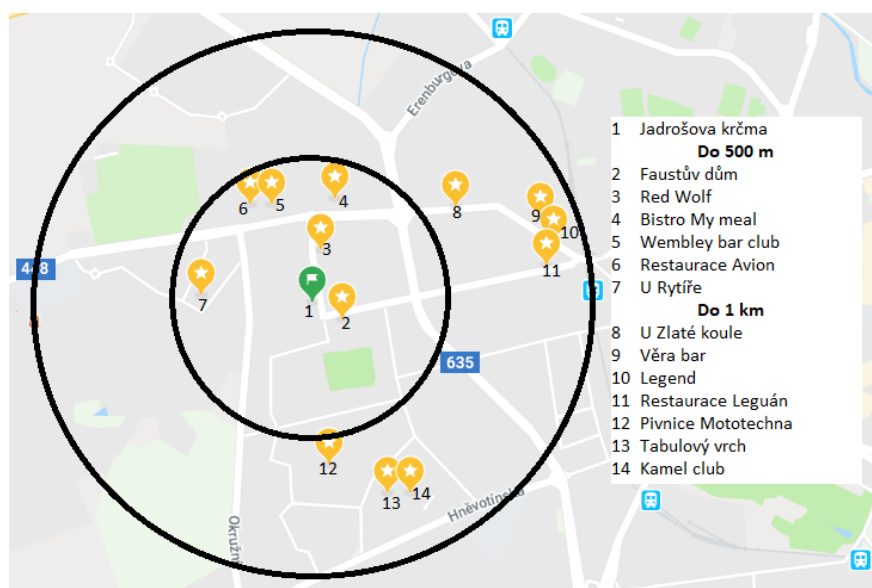 Erenburgova
448
635
Hněvotínská
Okružní
1
2
3
4
5
6
7
8
9
10
11
12
13
14
1 Jadrošova krčma
Do 500 m
2 Faustův dům
3 Red Wolf
4 Bistro My meal
5 Wembley bar club
6 Restaurace Avion
7 U Rytíře
Do 1 km
8 U Zlaté koule
9 Věra bar
10 Legend
11 Restaurace Leguán
12 Pivnice Mototechna
13 Tabulový vrch
14 Kamel club